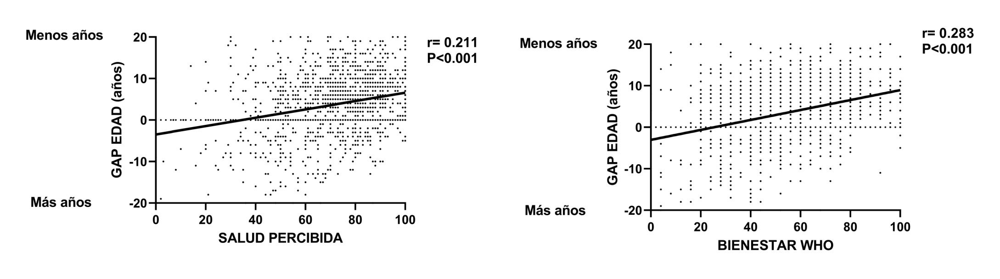 Menos años
Más años
GAP EDAD (años)
20
10
0
-10
-20
0 20 40 60 80 100
SALUD PERCIBIDA
r= 0.211
P<0.001
Menos años
Más años
GAP EDAD (años)
20
10
0
-10
-20
0 20 40 60 80 100
BIENESTAR WHO
r= 0.283
P<0.001